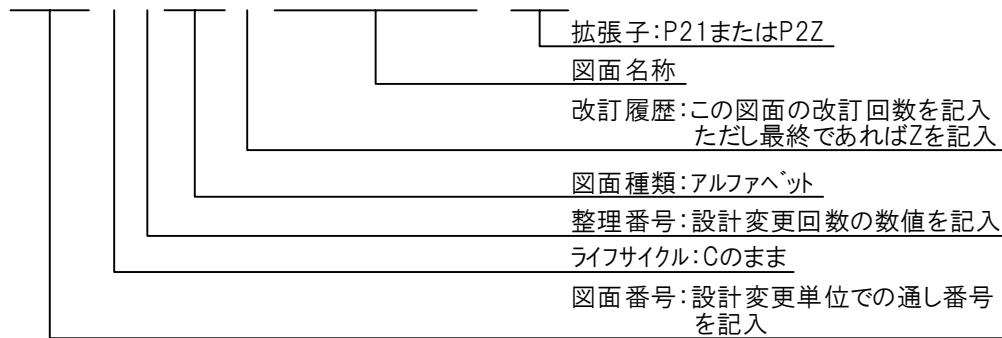 拡張子：P21またはP2Z
図面名称
改訂履歴：この図面の改訂回数を記入
ただし最終であればZを記入
図面種類：アルファベット
整理番号：設計変更回数の数値を記入
ライフサイクル：Cのまま
図面番号：設計変更単位での通し番号
を記入